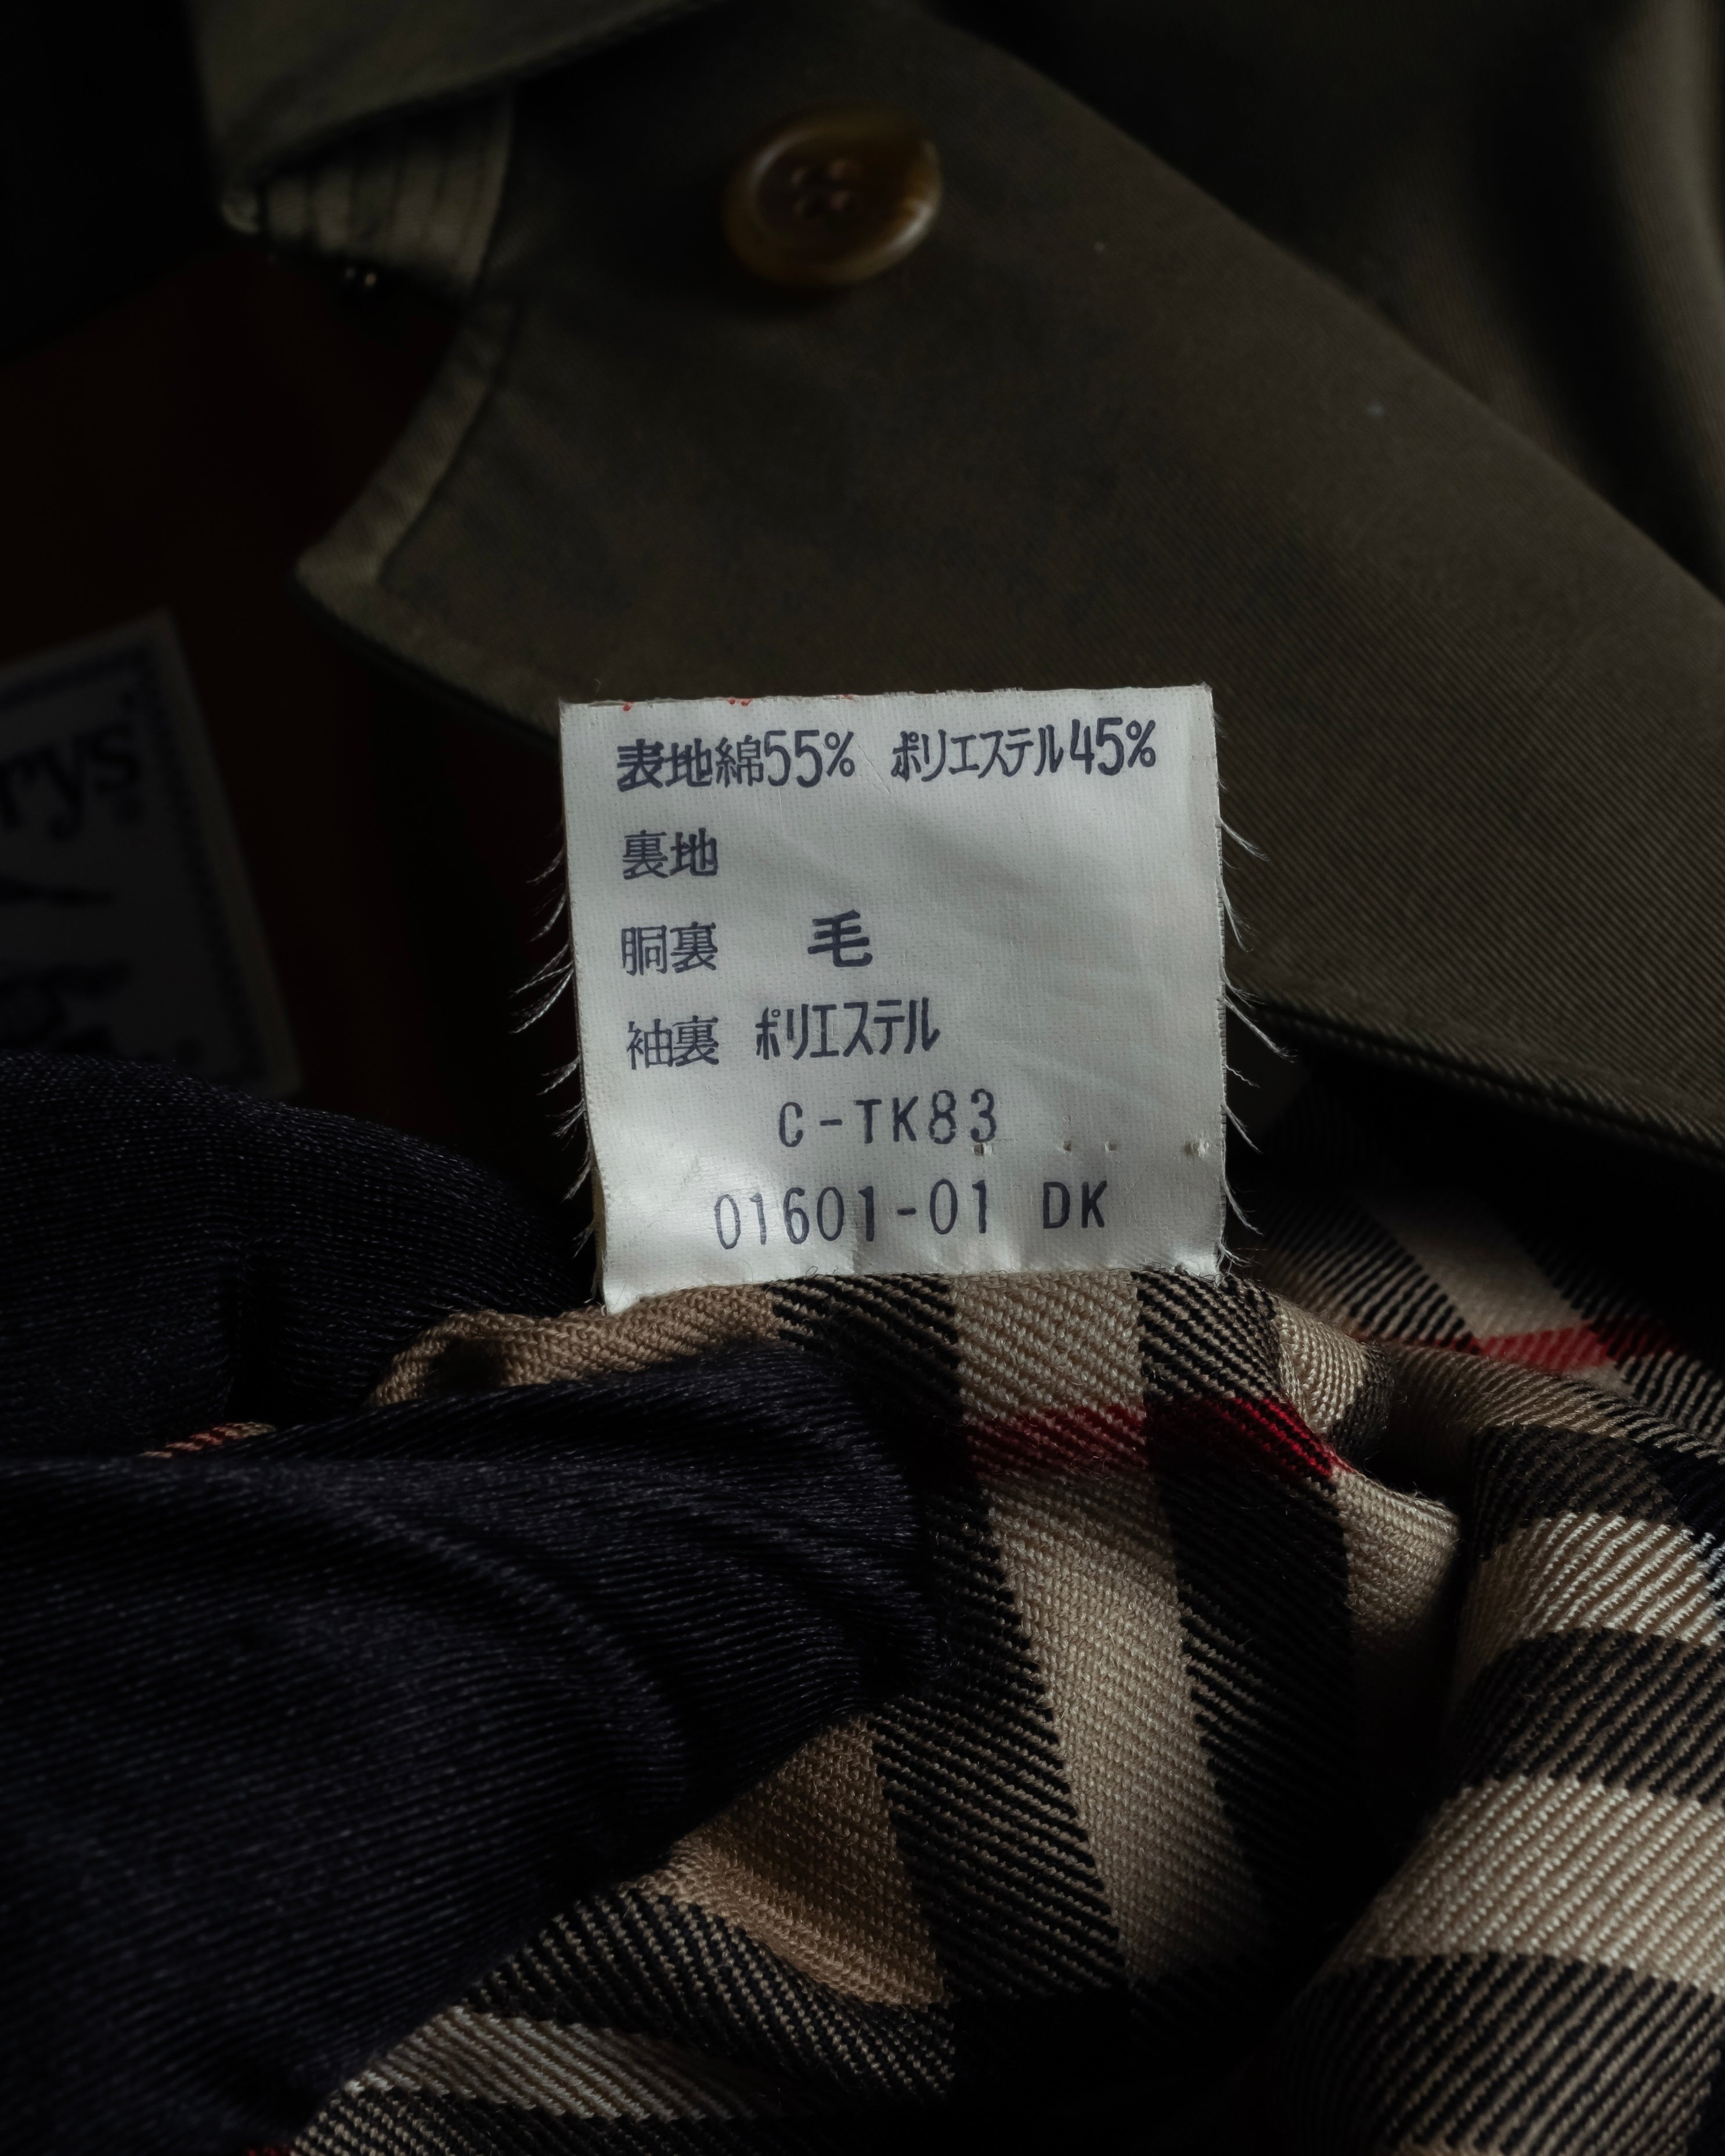 表地綿55% ポリエステル45%
裏地
胴裏 毛
袖裏 ポリエステル
C-TK83
01601-01 DK
rys